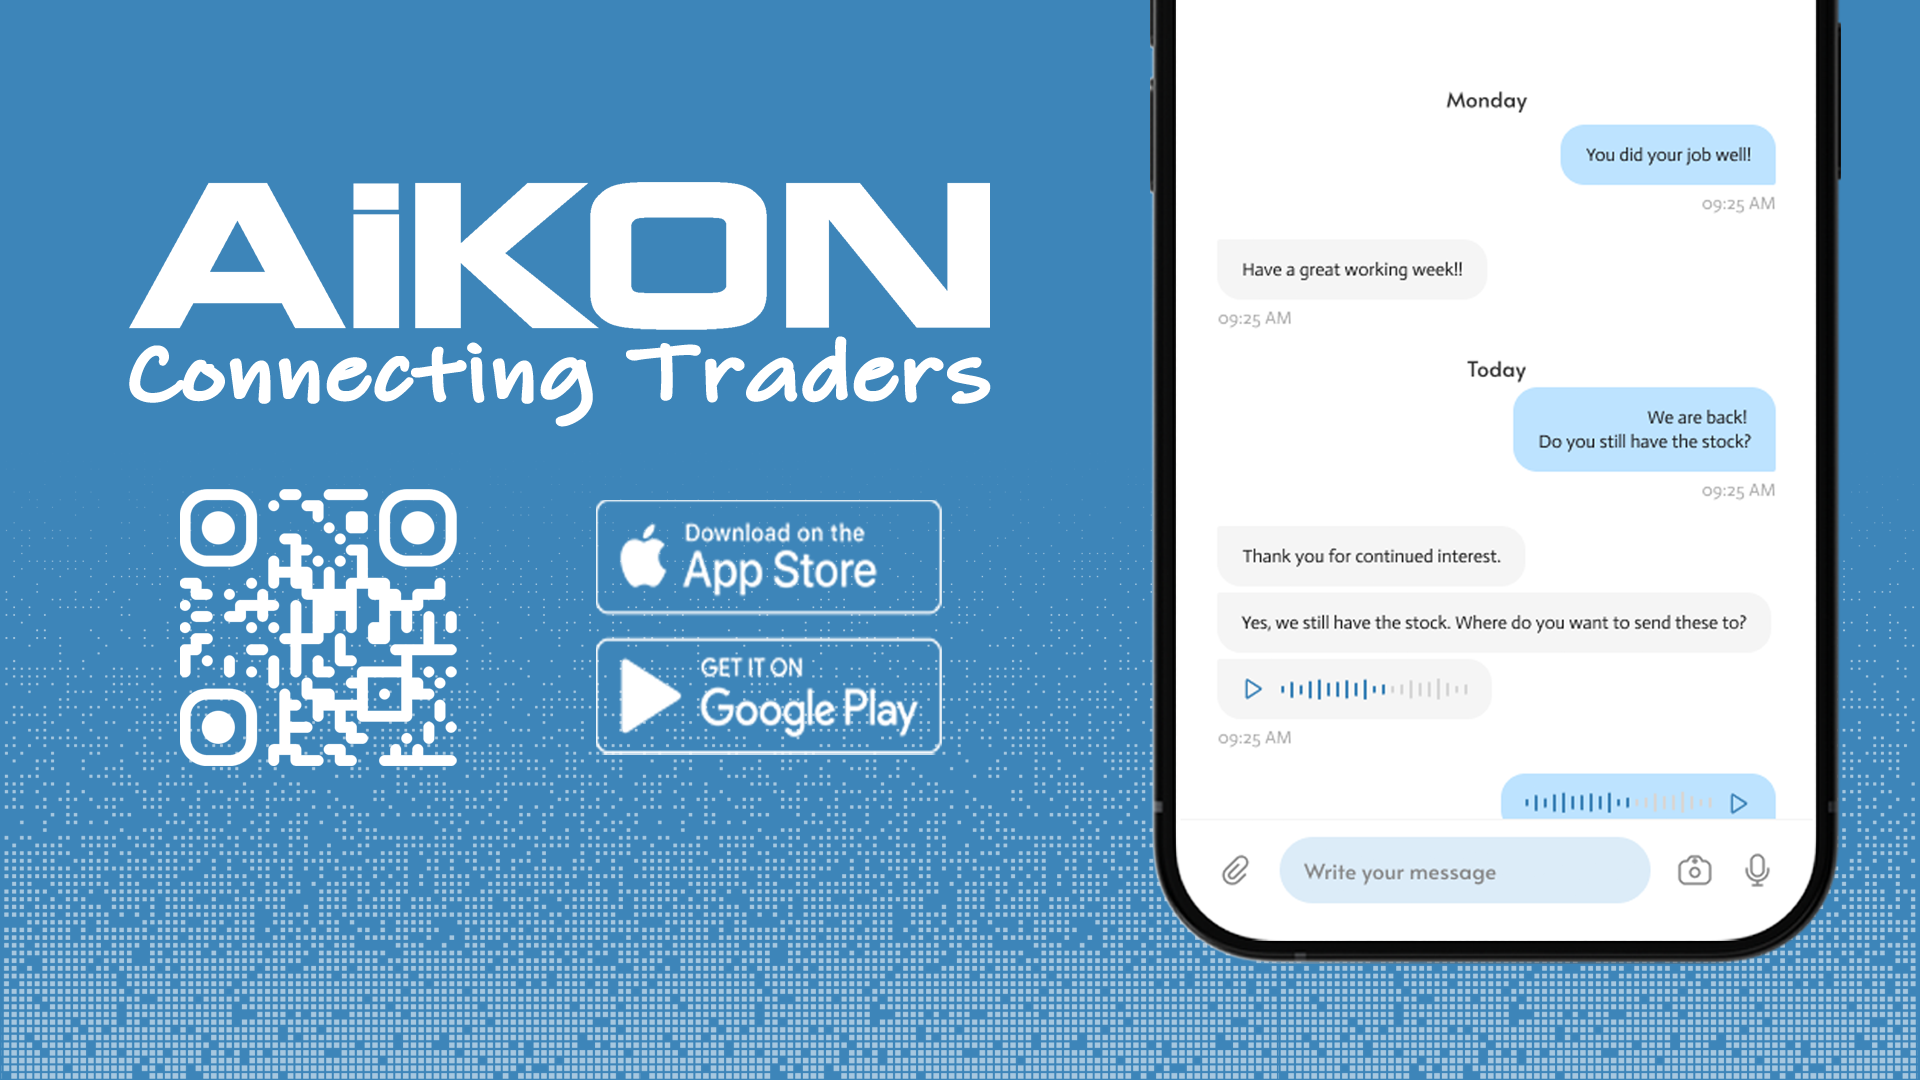 AiKON
Connecting Traders
Download on the
App Store
GET IT ON
Google Play
Monday
You did your job well!
09:25 AM
Have a great working week!!
09:25 AM
Today
We are back!
Do you still have the stock?
09:25 AM
Thank you for continued interest.
Yes, we still have the stock. Where do you want to send these to?
09:25 AM
Write your message